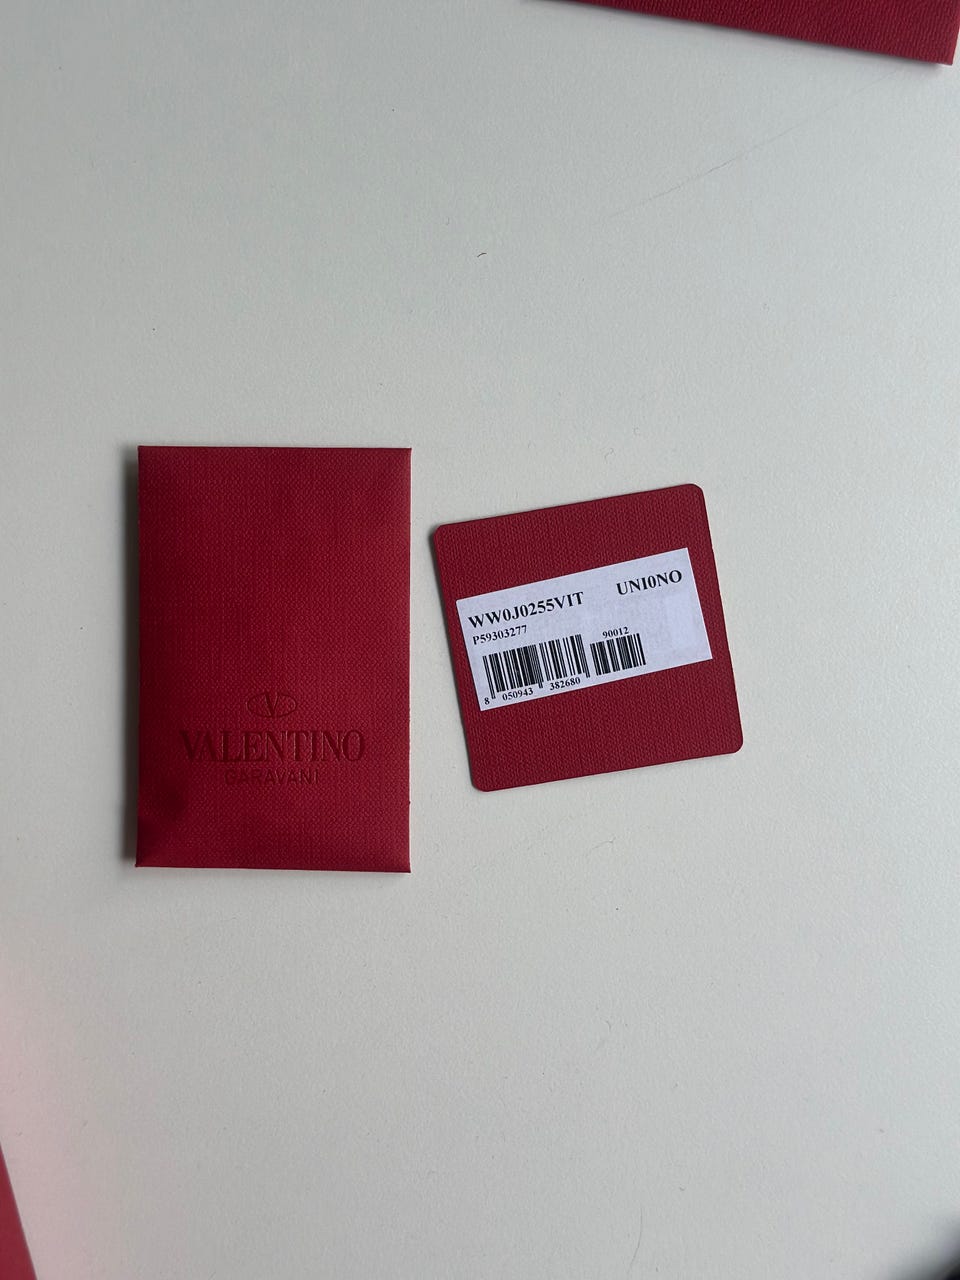 VALENTINO
GARAVANI
WW0J0255VIT UNI0NO
P59303277
90012
8 050943 382680